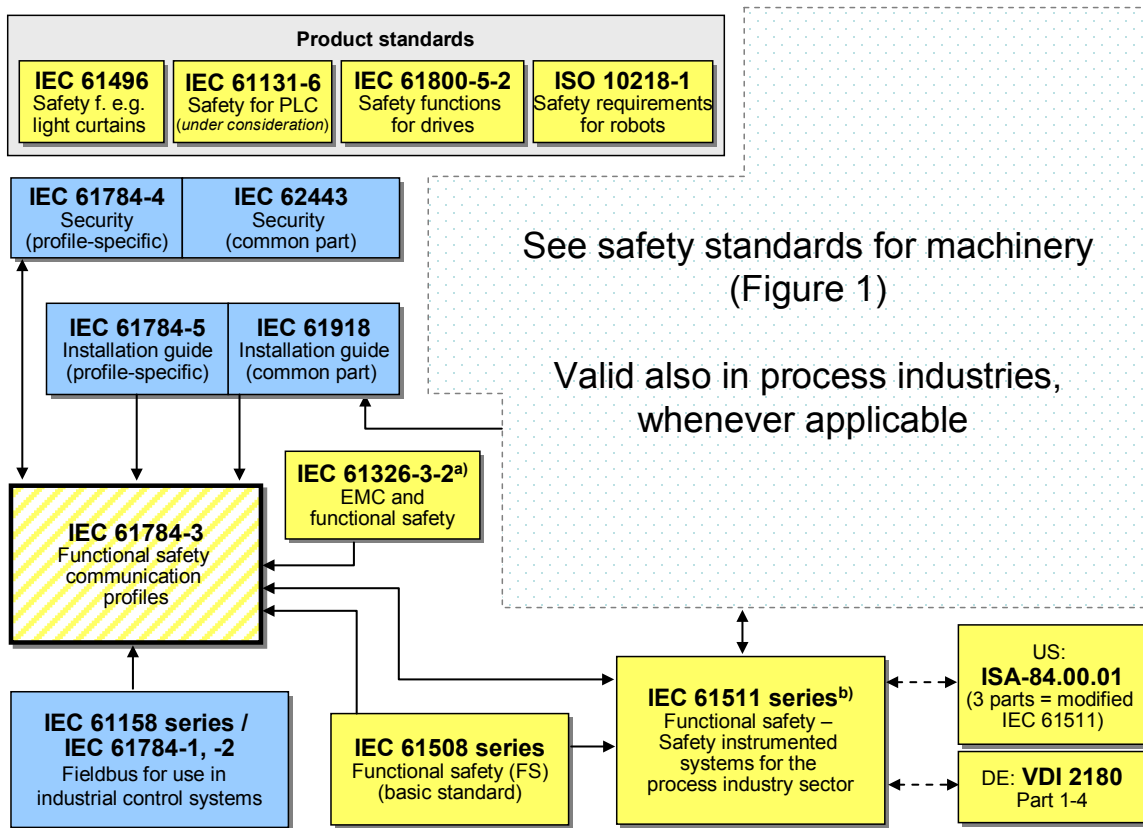 Product standards
IEC 61496
Safety f. e.g.
light curtains
IEC 61131-6
Safety for PLC
(under consideration)
IEC 61800-5-2
Safety functions
for drives
ISO 10218-1
Safety requirements
for robots
IEC 61784-4
Security
(profile-specific)
IEC 62443
Security
(common part)
See safety standards for machinery
(Figure 1)
Valid also in process industries,
whenever applicable
IEC 61784-5
Installation guide
(profile-specific)
IEC 61918
Installation guide
(common part)
IEC 61326-3-2a)
EMC and
functional safety
IEC 61784-3
Functional safety
communication
profiles
IEC 61158 series /
IEC 61784-1, -2
Fieldbus for use in
industrial control systems
IEC 61508 series
Functional safety (FS)
(basic standard)
IEC 61511 seriesb)
Functional safety –
Safety instrumented
systems for the
process industry sector
US:
ISA-84.00.01
(3 parts = modified
IEC 61511)
DE: VDI 2180
Part 1-4